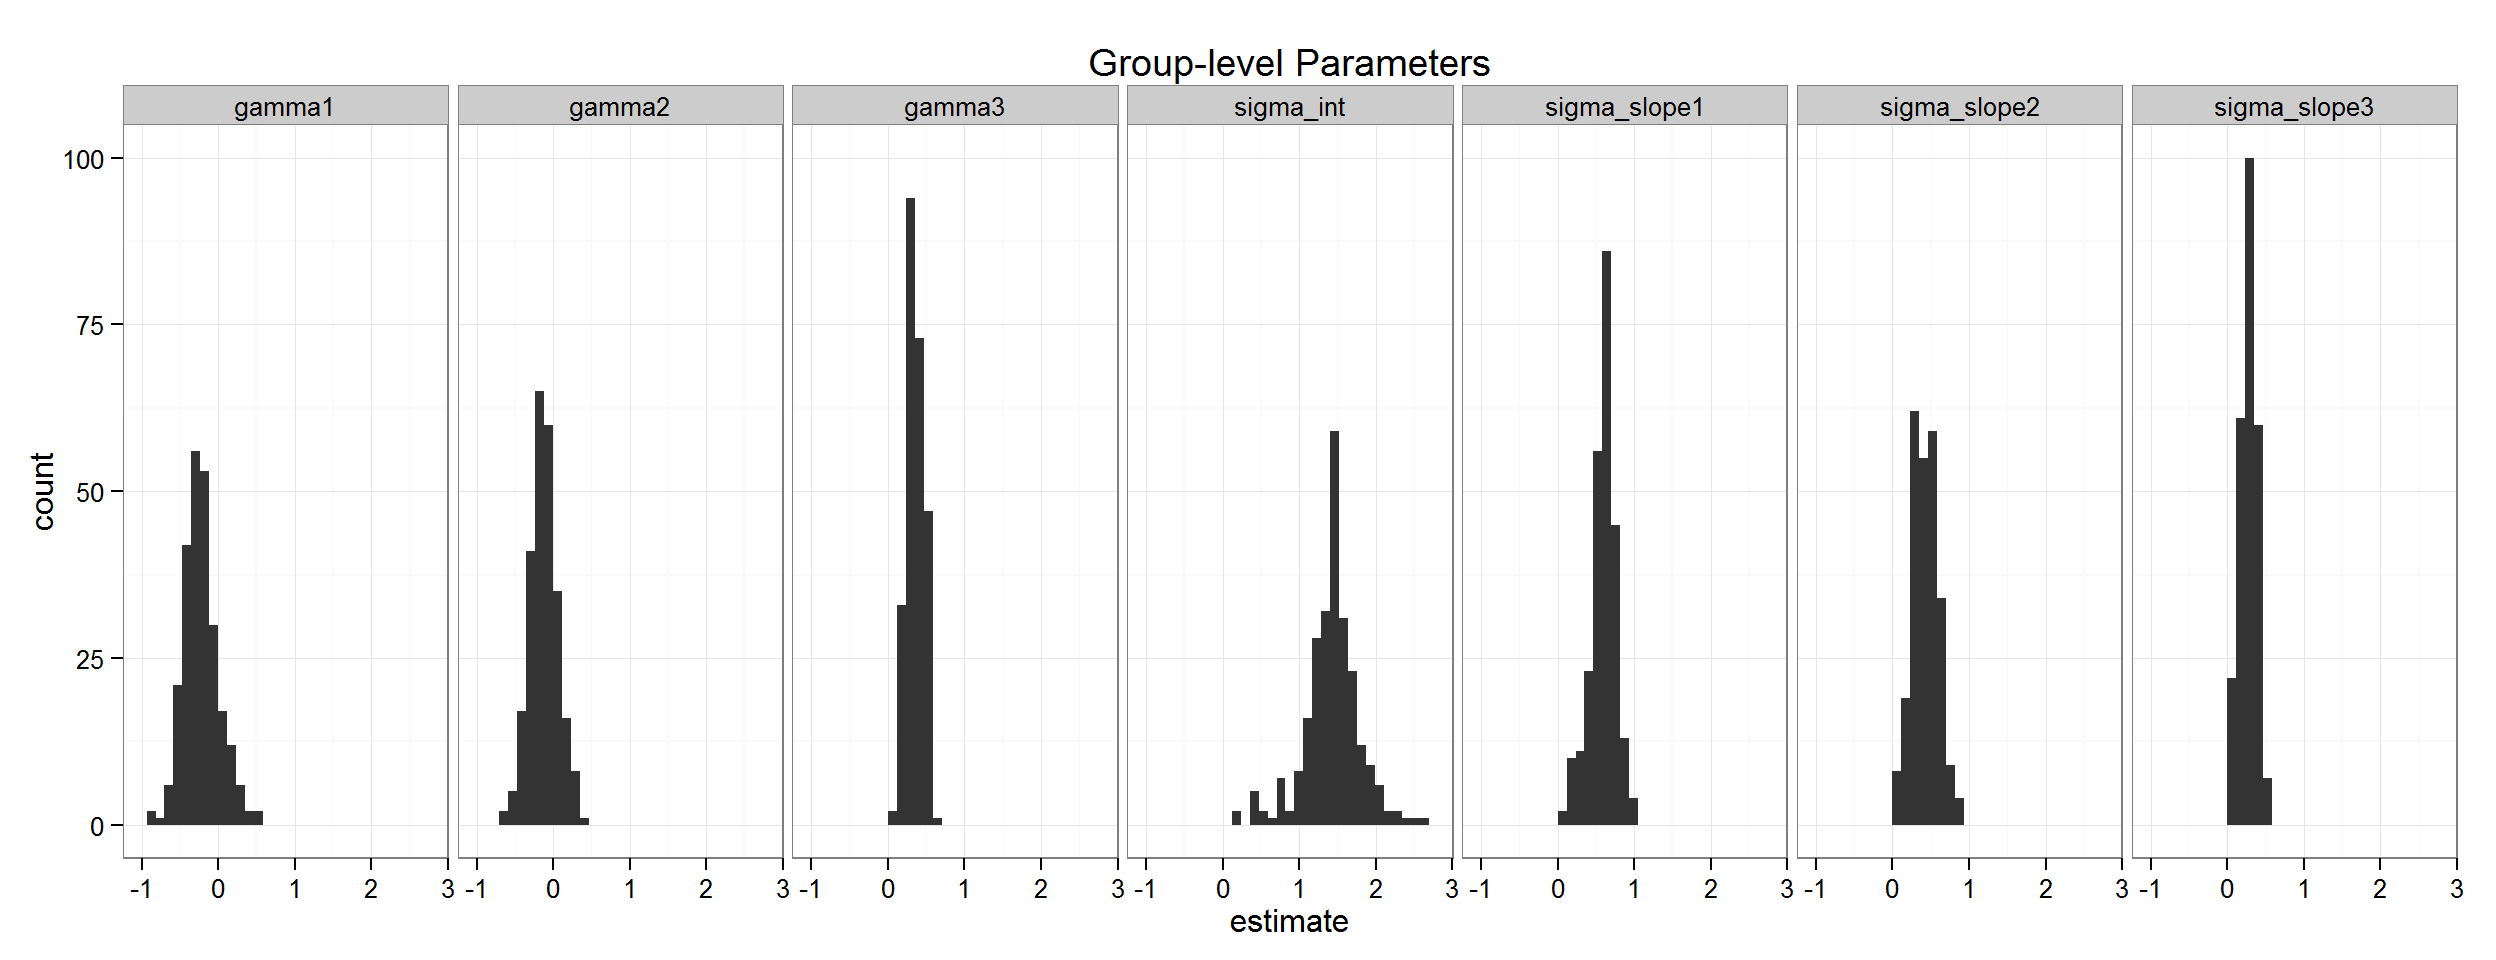 Group-level Parameters
gamma1 gamma2 gamma3 sigma_int sigma_slope1 sigma_slope2 sigma_slope3
100
75
50
25
0
count
-1 0 1 2 3 -1 0 1 2 3 -1 0 1 2 3 -1 0 1 2 3 -1 0 1 2 3 -1 0 1 2 3 -1 0 1 2 3
estimate